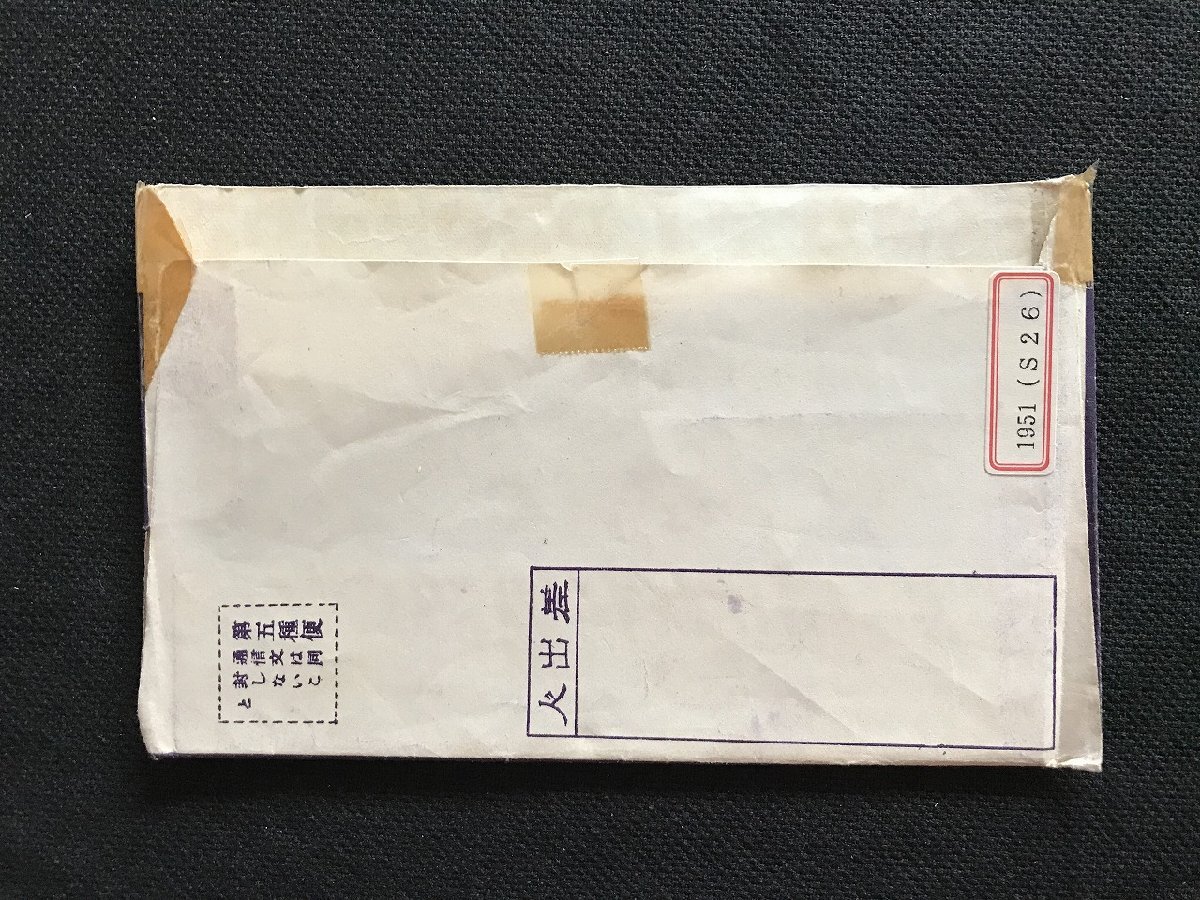 1951 (S26)
第五種便
通信文は同
封しないこ
と
差出人